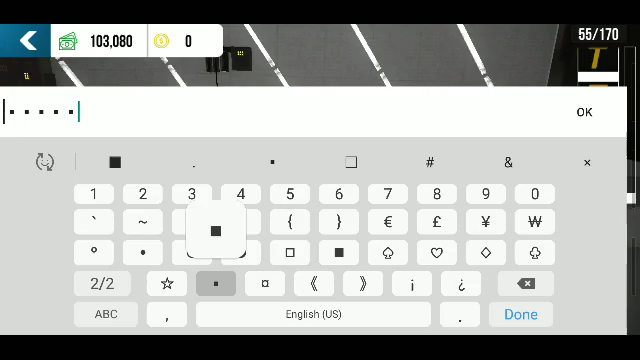 103,080 0 55/170
▪▪▪▪▪ OK
■ . ▪ □ # & ×
1 2 3 4 5 6 7 8 9 0
` ~ { } € £ ¥ ₩
° • □ ■ ♤ ♡ ◇ ♧
2/2 ☆ ▪ ¤ 《 》 ¡ ¿
ABC , English (US) . Done